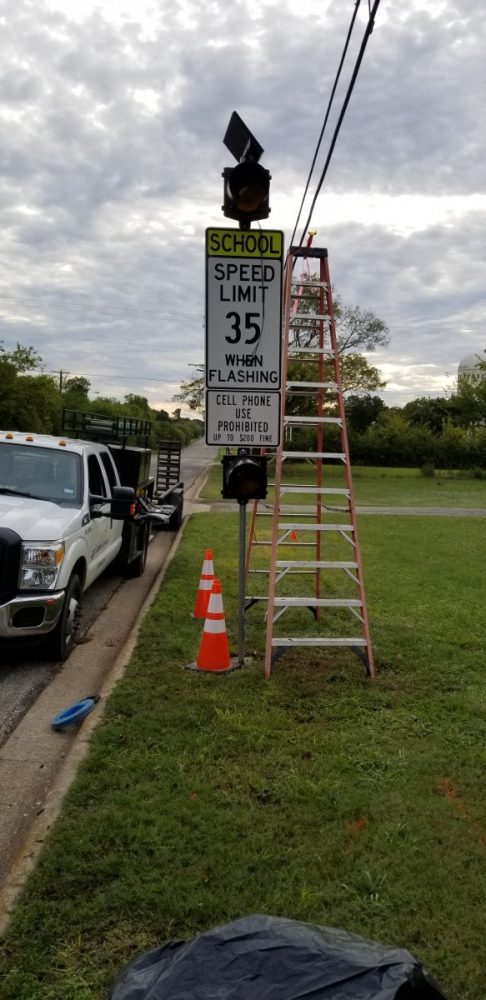 SCHOOL
SPEED
LIMIT
35
WHEN
FLASHING
CELL PHONE
USE
PROHIBITED
UP TO $200 FINE